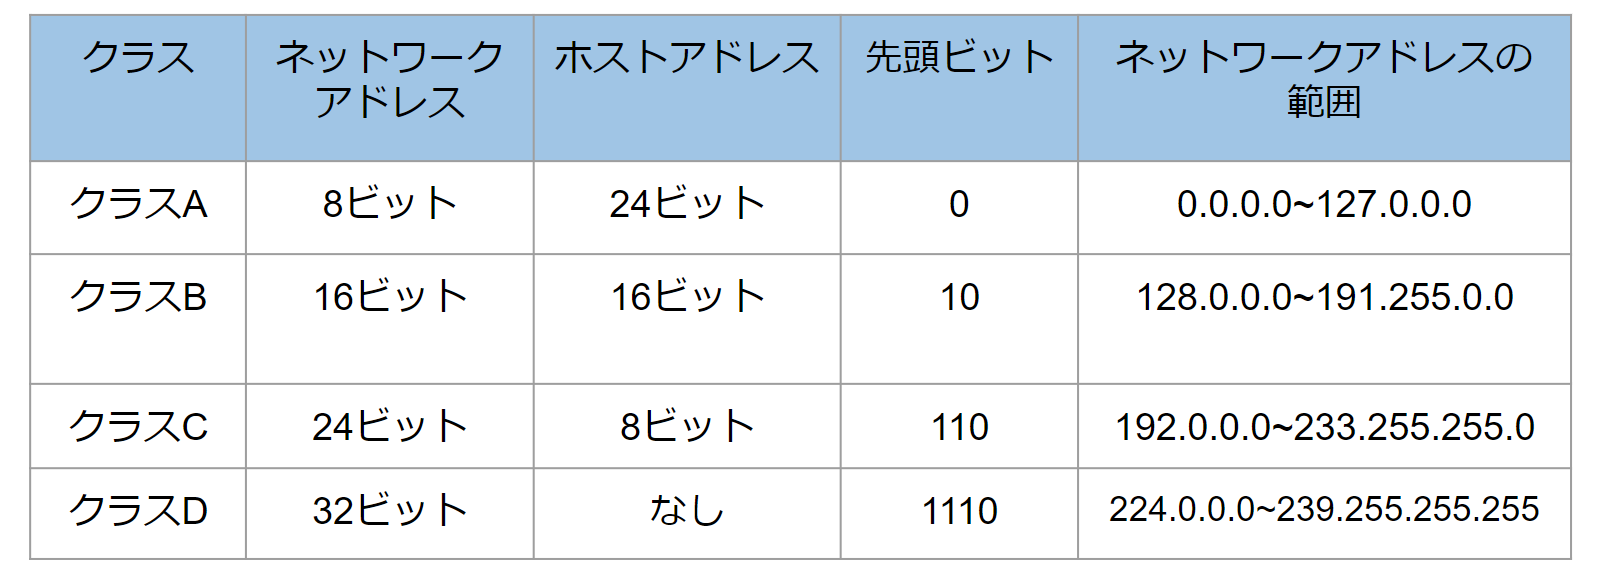 クラス
ネットワーク
アドレス
ホストアドレス
先頭ビット
ネットワークアドレスの
範囲
クラスA
8ビット
24ビット
0
0.0.0.0~127.0.0.0
クラスB
16ビット
16ビット
10
128.0.0.0~191.255.0.0
クラスC
24ビット
8ビット
110
192.0.0.0~233.255.255.0
クラスD
32ビット
なし
1110
224.0.0.0~239.255.255.255